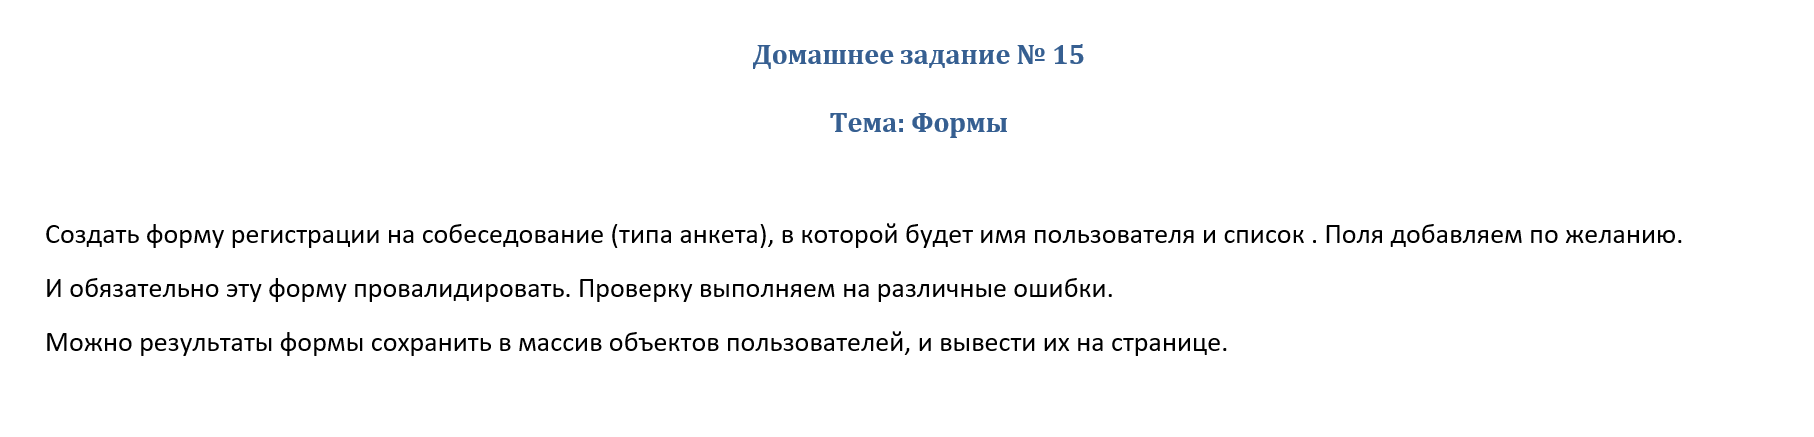 Домашнее задание № 15
Тема: Формы
Создать форму регистрации на собеседование (типа анкета), в которой будет имя пользователя и список . Поля добавляем по желанию.
И обязательно эту форму провалидировать. Проверку выполняем на различные ошибки.
Можно результаты формы сохранить в массив объектов пользователей, и вывести их на странице.